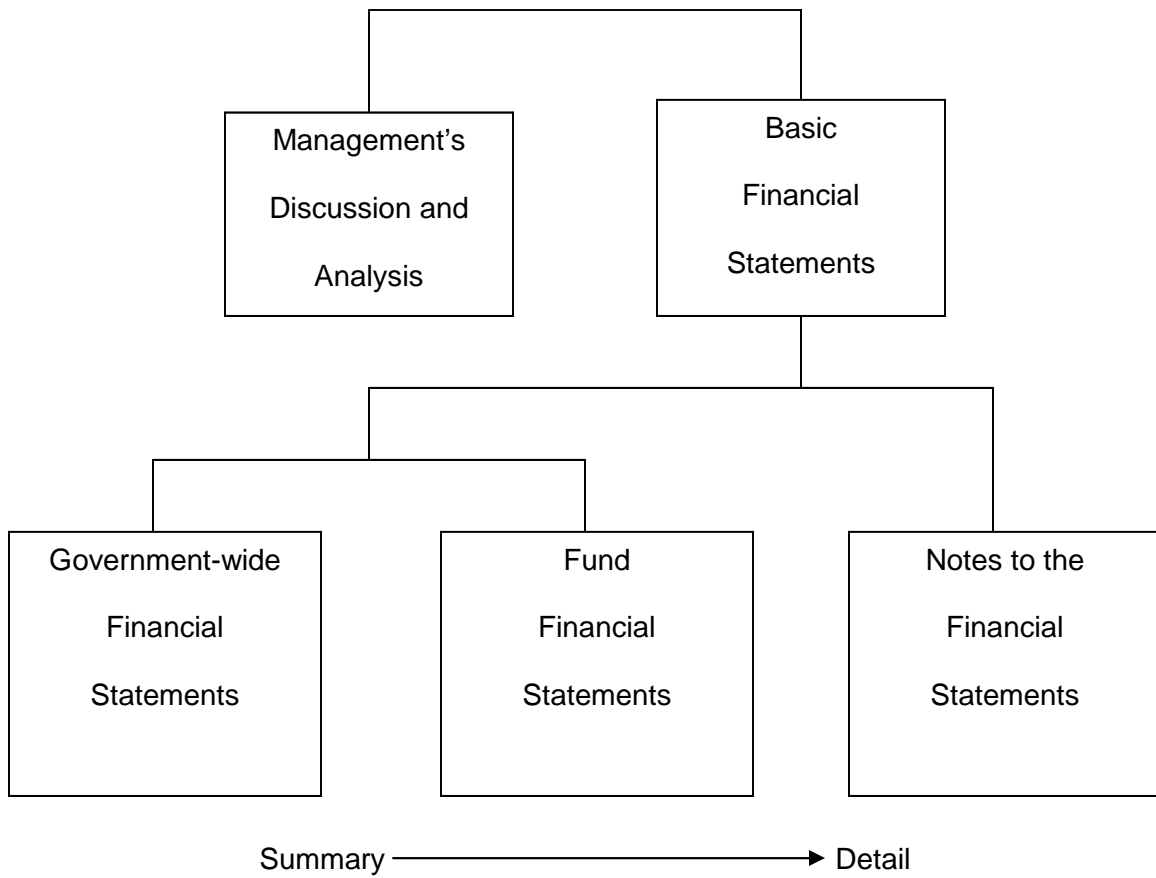 Management’s
Discussion and
Analysis
Basic
Financial
Statements
Government-wide
Financial
Statements
Fund
Financial
Statements
Notes to the
Financial
Statements
Summary
Detail